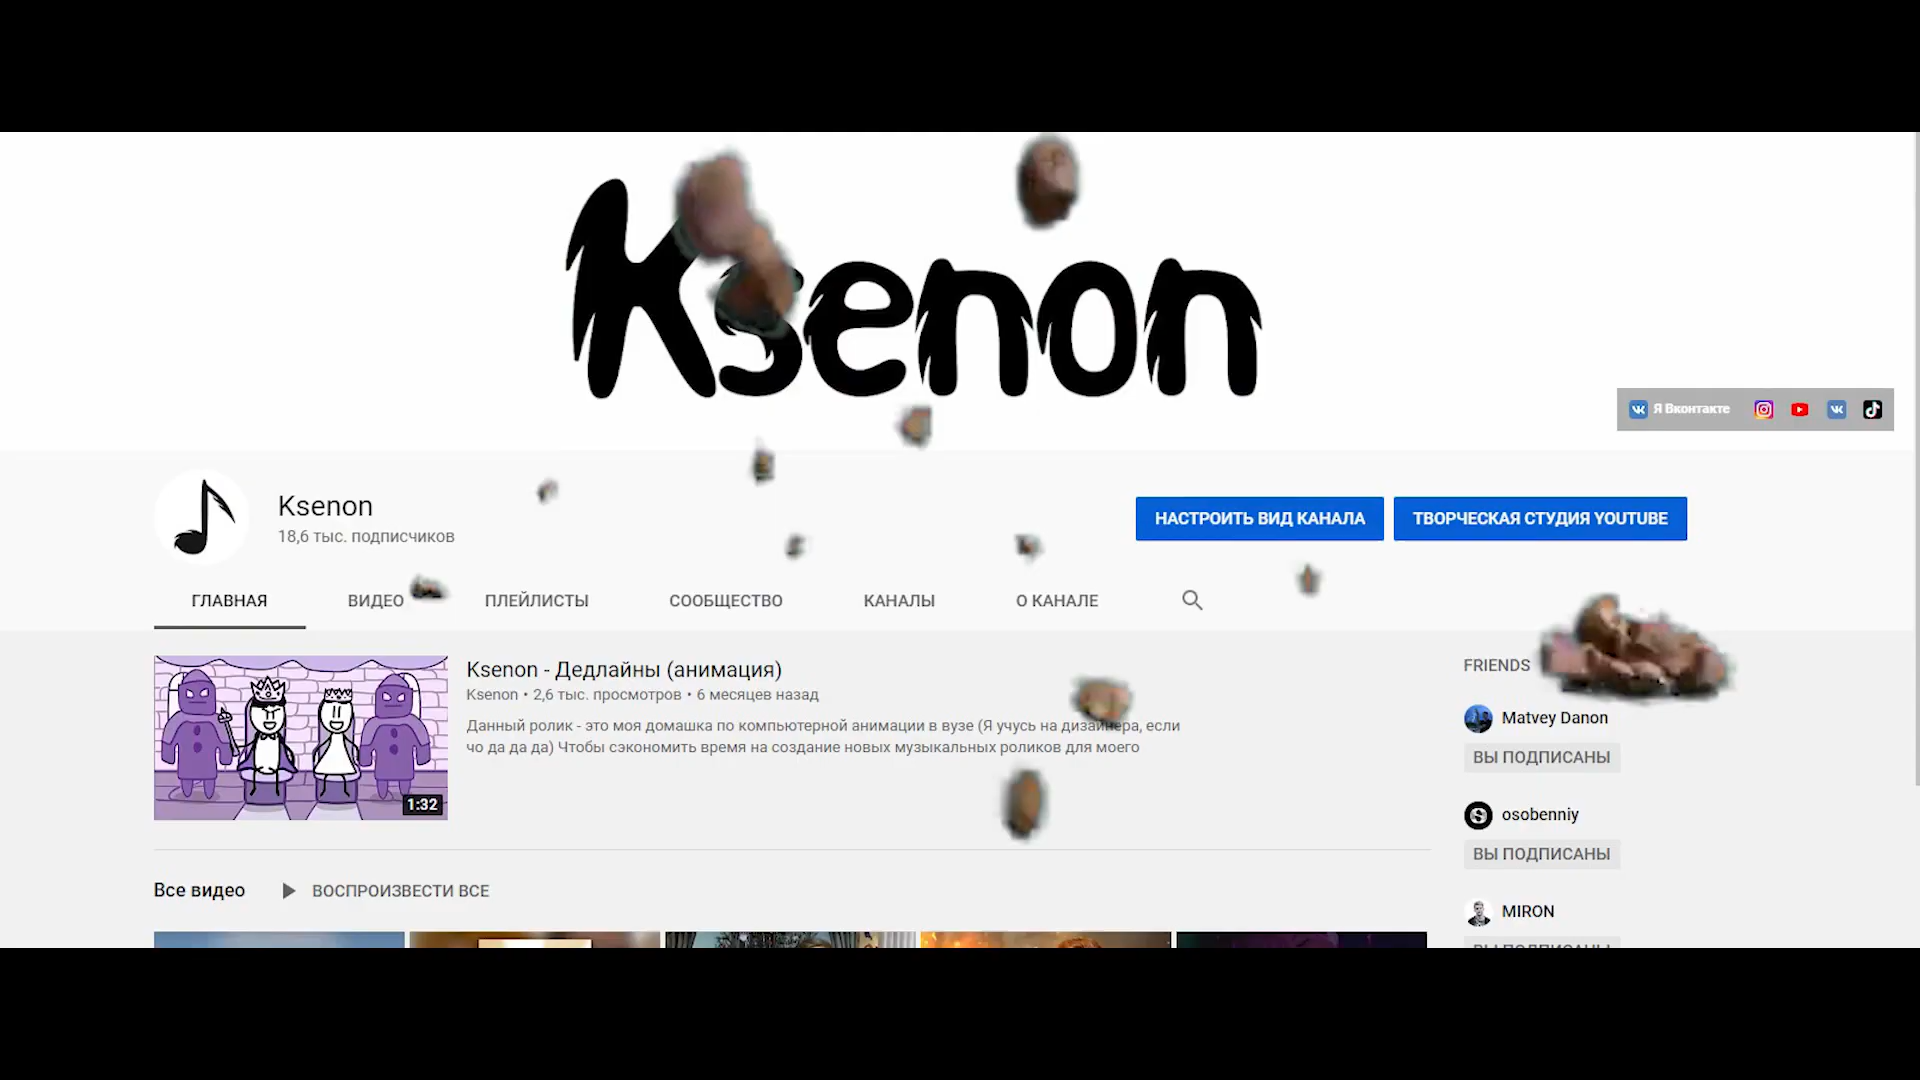 Ksenon
Я Вконтакте
Ksenon
18,6 тыс. подписчиков
НАСТРОИТЬ ВИД КАНАЛА
ТВОРЧЕСКАЯ СТУДИЯ YOUTUBE
ГЛАВНАЯ
ВИДЕО
ПЛЕЙЛИСТЫ
СООБЩЕСТВО
КАНАЛЫ
О КАНАЛЕ
1:32
Ksenon - Дедлайны (анимация)
Ksenon • 2,6 тыс. просмотров • 6 месяцев назад
Данный ролик - это моя домашка по компьютерной анимации в вузе (Я учусь на дизайнера, если
чо да да да) Чтобы сэкономить время на создание новых музыкальных роликов для моего
FRIENDS
Matvey Danon
ВЫ ПОДПИСАНЫ
osobenniy
ВЫ ПОДПИСАНЫ
MIRON
ВЫ ПОДПИСАНЫ
Все видео
ВОСПРОИЗВЕСТИ ВСЕ